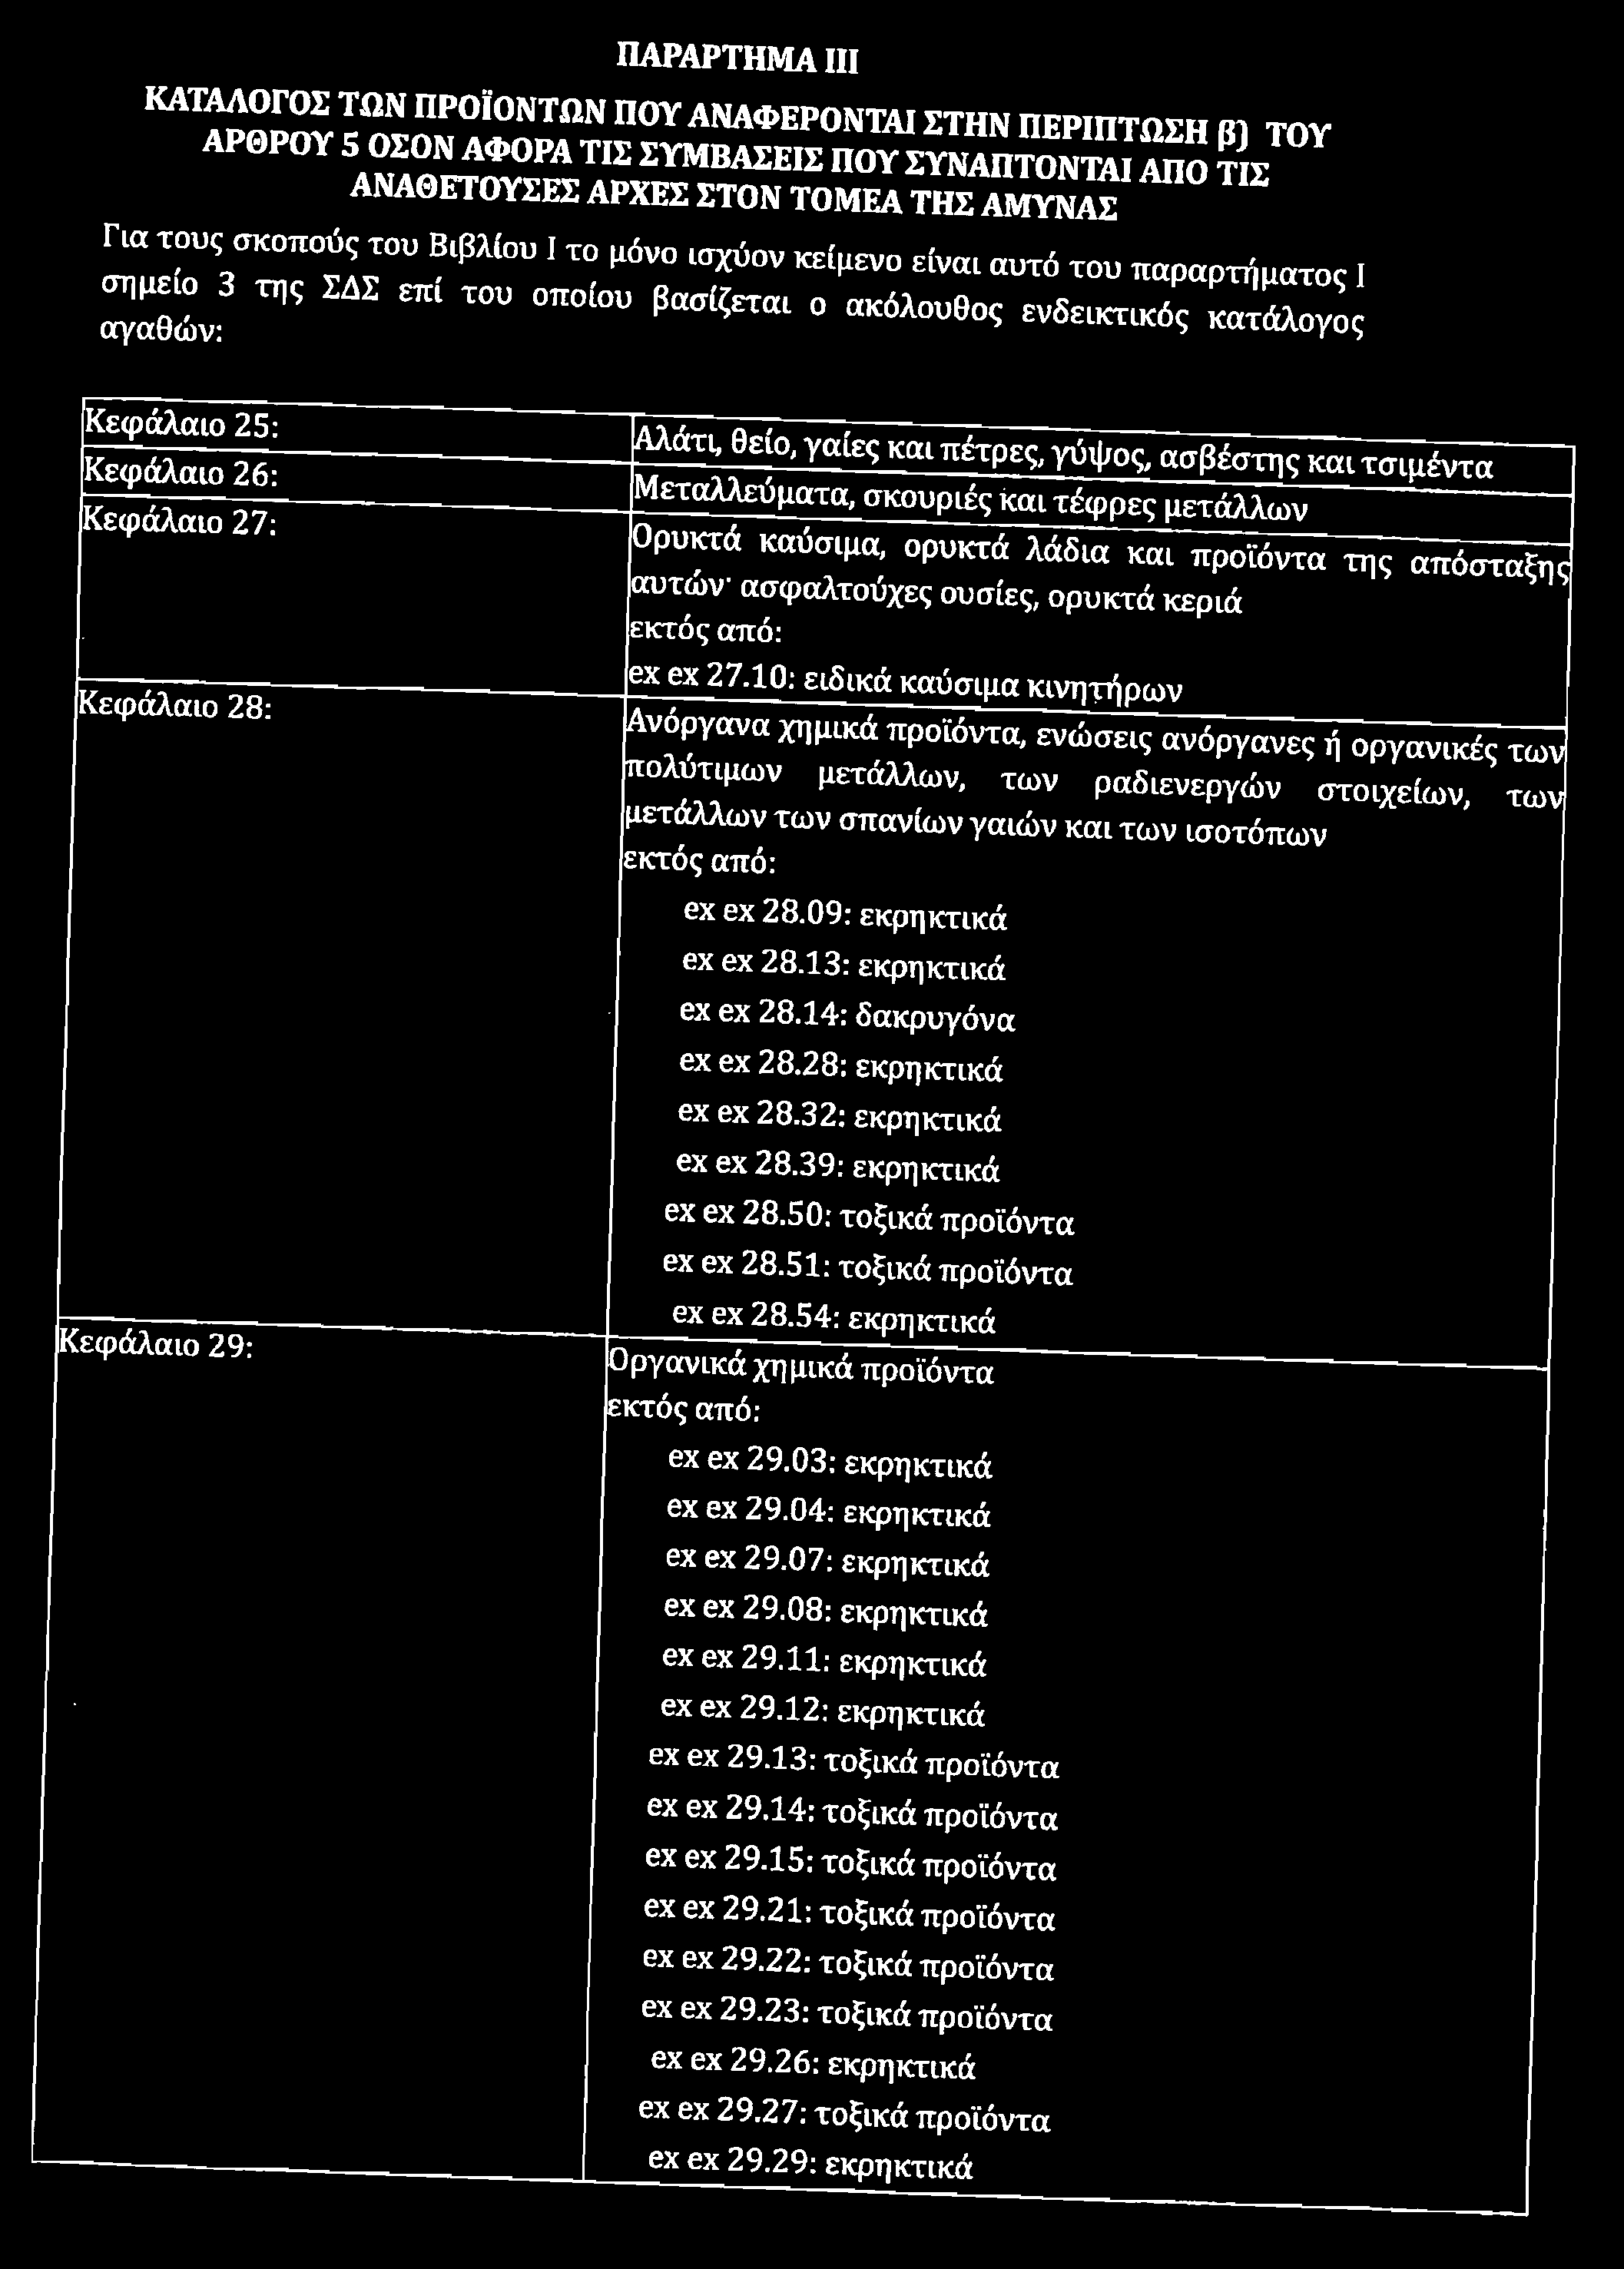 ΠΑΡΑΡΤΗΜΑ ΙΙΙ
ΚΑΤΑΛΟΓΟΣ ΤΩΝ ΠΡΟΪΟΝΤΩΝ ΠΟΥ ΑΝΑΦΕΡΟΝΤΑΙ ΣΤΗΝ ΠΕΡΙΠΤΩΣΗ β) ΤΟΥ
ΑΡΘΡΟΥ 5 ΟΣΟΝ ΑΦΟΡΑ ΤΙΣ ΣΥΜΒΑΣΕΙΣ ΠΟΥ ΣΥΝΑΠΤΟΝΤΑΙ ΑΠΟ ΤΙΣ
ΑΝΑΘΕΤΟΥΣΕΣ ΑΡΧΕΣ ΣΤΟΝ ΤΟΜΕΑ ΤΗΣ ΑΜΥΝΑΣ
Για τους σκοπούς του Βιβλίου Ι το μόνο ισχύον κείμενο είναι αυτό του παραρτήματος Ι
σημείο 3 της ΣΔΣ επί του οποίου βασίζεται ο ακόλουθος ενδεικτικός κατάλογος
αγαθών:
Κεφάλαιο 25:
Αλάτι, θείο, γαίες και πέτρες, γύψος, ασβέστης και τσιμέντα
Κεφάλαιο 26:
Μεταλλεύματα, σκουριές και τέφρες μετάλλων
Κεφάλαιο 27:
Ορυκτά καύσιμα, ορυκτά λάδια και προϊόντα της απόσταξης
αυτών· ασφαλτούχες ουσίες, ορυκτά κεριά
εκτός από:
ex ex 27.10: ειδικά καύσιμα κινητήρων
Κεφάλαιο 28:
Ανόργανα χημικά προϊόντα, ενώσεις ανόργανες ή οργανικές των
πολύτιμων μετάλλων, των ραδιενεργών στοιχείων, των
μετάλλων των σπανίων γαιών και των ισοτόπων
εκτός από:
ex ex 28.09: εκρηκτικά
ex ex 28.13: εκρηκτικά
ex ex 28.14: δακρυγόνα
ex ex 28.28: εκρηκτικά
ex ex 28.32: εκρηκτικά
ex ex 28.39: εκρηκτικά
ex ex 28.50: τοξικά προϊόντα
ex ex 28.51: τοξικά προϊόντα
ex ex 28.54: εκρηκτικά
Κεφάλαιο 29:
Οργανικά χημικά προϊόντα
εκτός από:
ex ex 29.03: εκρηκτικά
ex ex 29.04: εκρηκτικά
ex ex 29.07: εκρηκτικά
ex ex 29.08: εκρηκτικά
ex ex 29.11: εκρηκτικά
ex ex 29.12: εκρηκτικά
ex ex 29.13: τοξικά προϊόντα
ex ex 29.14: τοξικά προϊόντα
ex ex 29.15: τοξικά προϊόντα
ex ex 29.21: τοξικά προϊόντα
ex ex 29.22: τοξικά προϊόντα
ex ex 29.23: τοξικά προϊόντα
ex ex 29.26: εκρηκτικά
ex ex 29.27: τοξικά προϊόντα
ex ex 29.29: εκρηκτικά